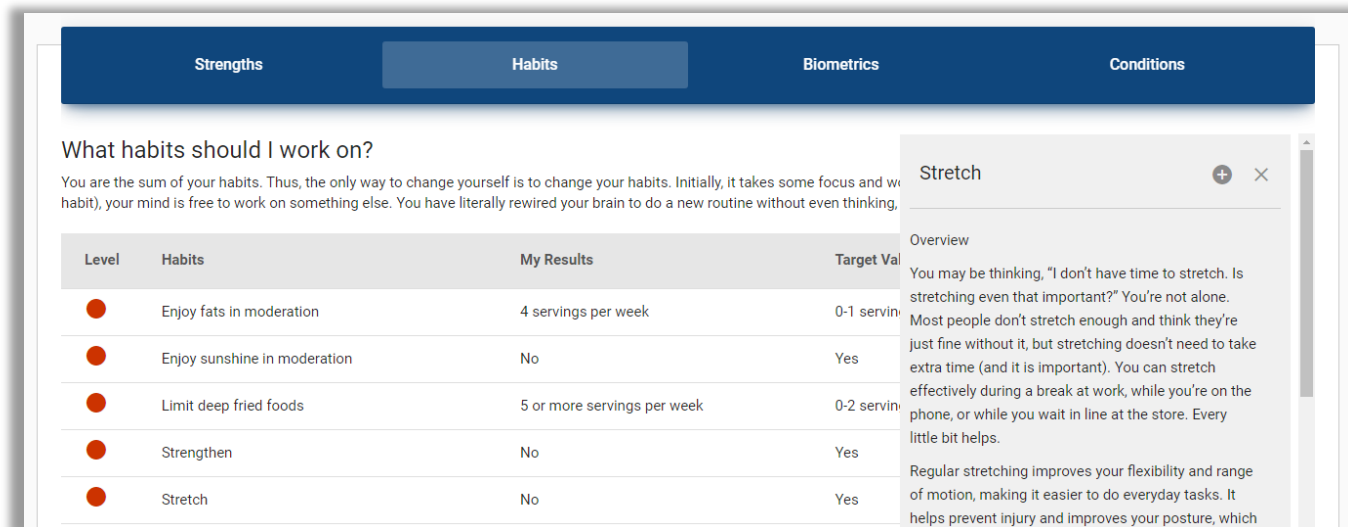 Strengths Habits Biometrics Conditions
What habits should I work on?
You are the sum of your habits. Thus, the only way to change yourself is to change your habits. Initially, it takes some focus and
habit), your mind is free to work on something else. You have literally rewired your brain to do a new routine without even thinking,
Level Habits My Results Target
Enjoy fats in moderation 4 servings per week 0-1
Enjoy sunshine in moderation No Yes
Limit deep fried foods 5 or more servings per week 0-2
Strengthen No Yes
Stretch No Yes
Stretch
Overview
You may be thinking, “I don’t have time to stretch. Is
stretching even that important?” You’re not alone.
Most people don’t stretch enough and think they’re
just fine without it, but stretching doesn’t need to take
extra time (and it is important). You can stretch
effectively during a break at work, while you’re on the
phone, or while you wait in line at the store. Every
little bit helps.
Regular stretching improves your flexibility and range
of motion, making it easier to do everyday tasks. It
helps prevent injury and improves your posture, which